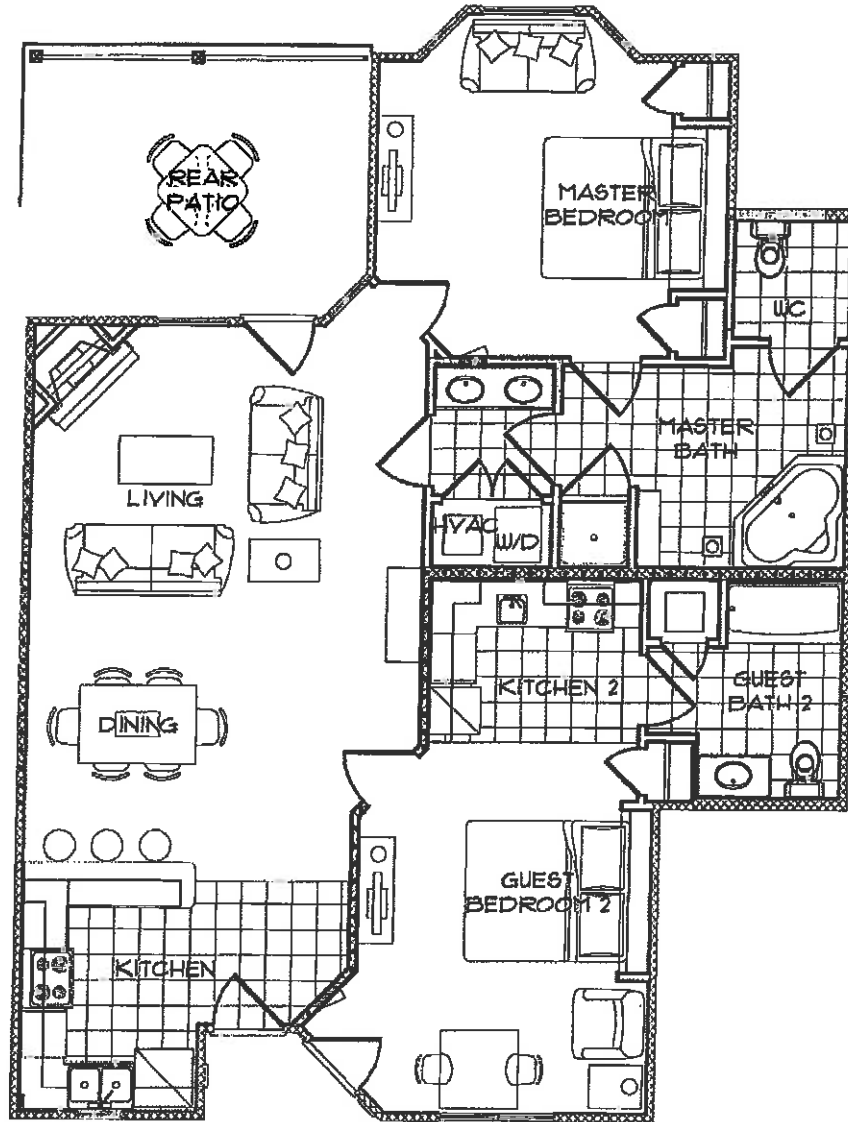 REAR
PATIO
MASTER
BEDROOM
WC
MASTER
BATH
LIVING
HVAC
W/D
KITCHEN 2
GUEST
BATH 2
DINING
GUEST
BEDROOM 2
KITCHEN